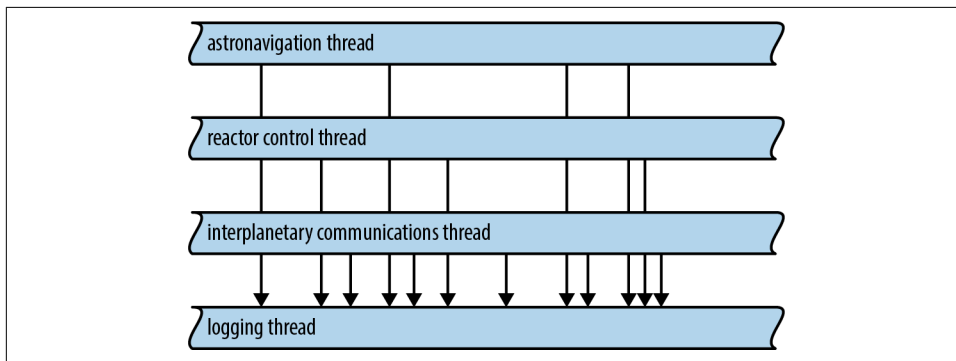 astronavigation thread
reactor control thread
interplanetary communications thread
logging thread